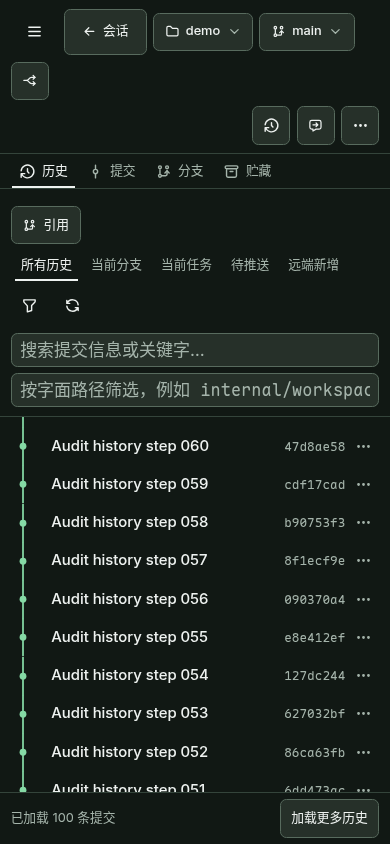 会话
demo
main
历史
提交
分支
贮藏
引用
所有历史
当前分支
当前任务
待推送
远端新增
搜索提交信息或关键字...
按字面路径筛选，例如 internal/workspac
Audit history step 060 47d8ae58
Audit history step 059 cdf17cad
Audit history step 058 b90753f3
Audit history step 057 8f1ecf9e
Audit history step 056 090370a4
Audit history step 055 e8e412ef
Audit history step 054 127dc244
Audit history step 053 627032bf
Audit history step 052 86ca63fb
Audit history step 051 6dd473ac
已加载 100 条提交
加载更多历史